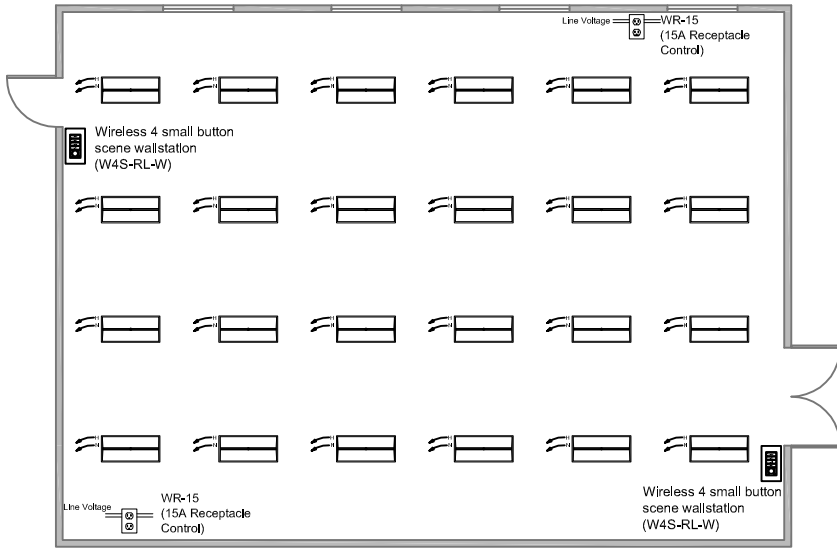 Line Voltage WR-15
(15A Receptacle
Control)
H H H H H H
N N N N N N
Wireless 4 small button
scene wallstation
(W4S-RL-W)
H H H H H H
N N N N N N
H H H H H H
N N N N N N
H H H H H H
N N N N N N
Line Voltage
WR-15
(15A Receptacle
Control)
Wireless 4 small button
scene wallstation
(W4S-RL-W)